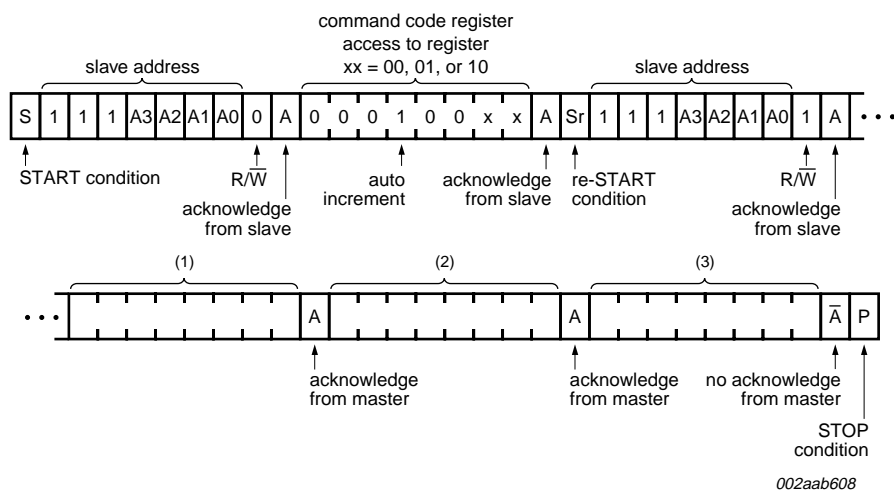 command code register
access to register
xx = 00, 01, or 10
slave address
slave address
S 1 1 1 A3 A2 A1 A0 0 A 0 0 0 1 0 0 x x A Sr 1 1 1 A3 A2 A1 A0 1 A • • •
START condition
R/W̅
acknowledge
from slave
auto
increment
acknowledge
from slave
re-START
condition
R/W̅
acknowledge
from slave
(1) (2) (3)
• • • A A A̅ P
acknowledge
from master
acknowledge
from master
no acknowledge
from master
STOP
condition
002aab608